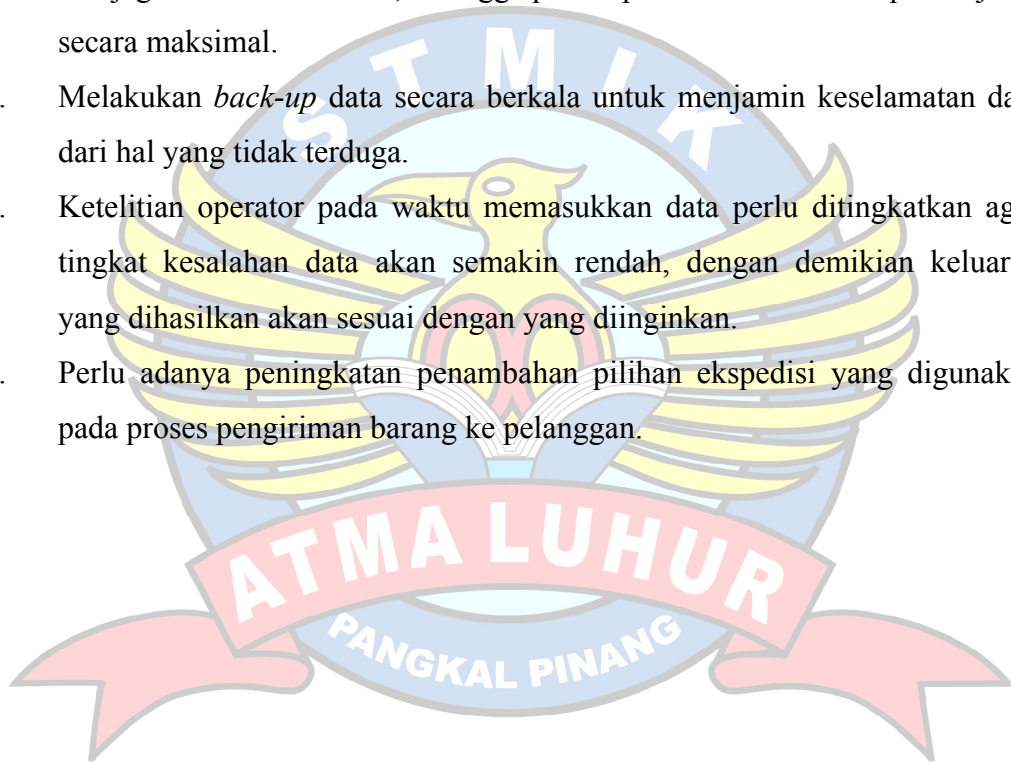 secara maksimal.
. Melakukan back-up data secara berkala untuk menjamin keselamatan da
dari hal yang tidak terduga.
. Ketelitian operator pada waktu memasukkan data perlu ditingkatkan ag
tingkat kesalahan data akan semakin rendah, dengan demikian keluar
yang dihasilkan akan sesuai dengan yang diinginkan.
. Perlu adanya peningkatan penambahan pilihan ekspedisi yang digunak
pada proses pengiriman barang ke pelanggan.
STMIK
ATMA LUHUR
PANGKAL PINANG